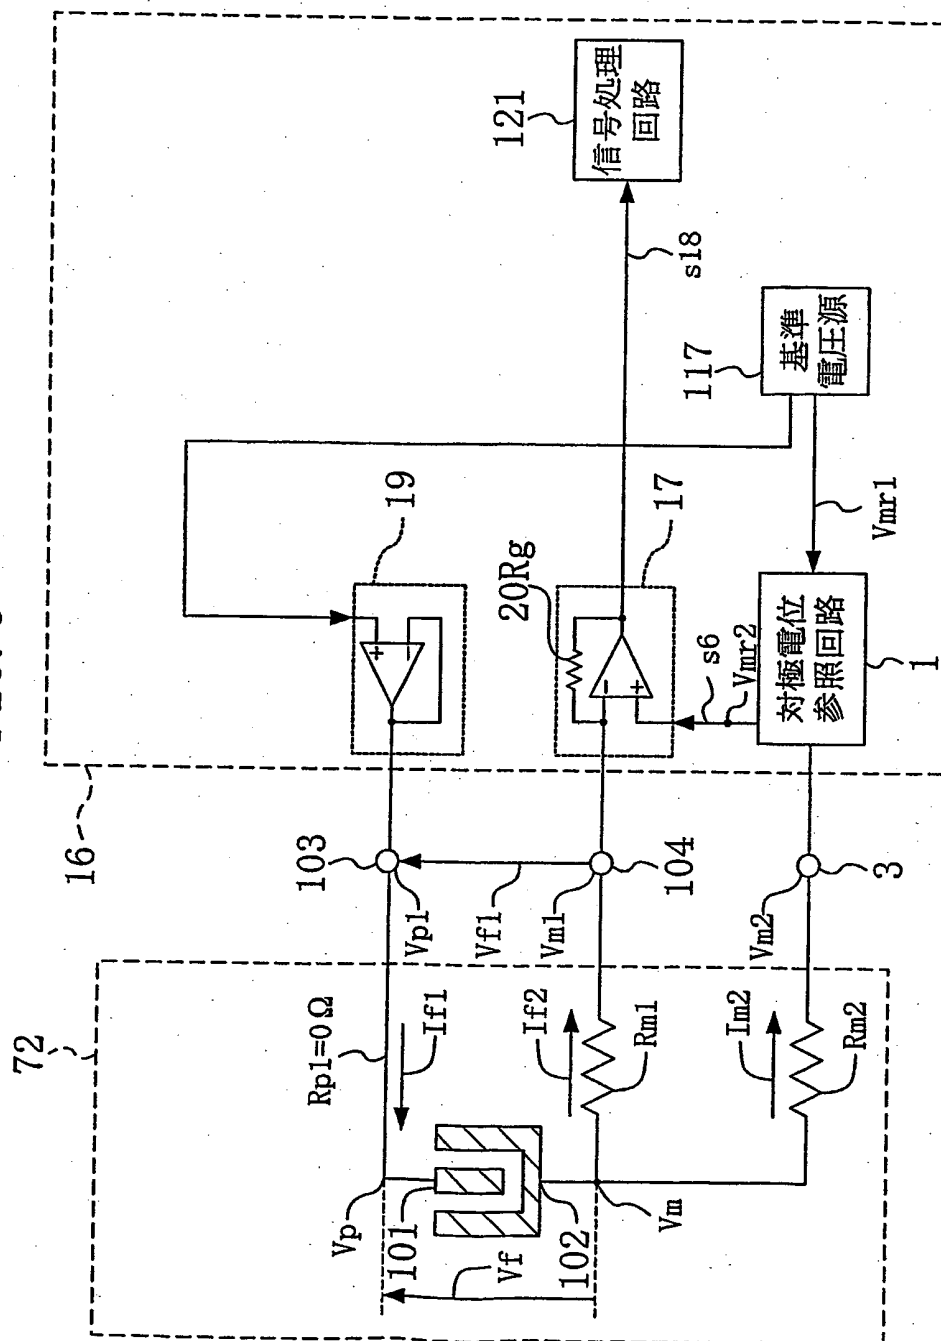 72
16
Vp
101
Vf
102
Vm
Rp1=0Ω
If1
If2
Rm1
Im2
Rm2
103
Vp1
Vf1
Vm1
104
Vm2
3
19
20Rg
17
s6
Vmr2
対極電位
参照回路
1
Vmr1
117
基準
電圧源
s18
121
信号処理
回路